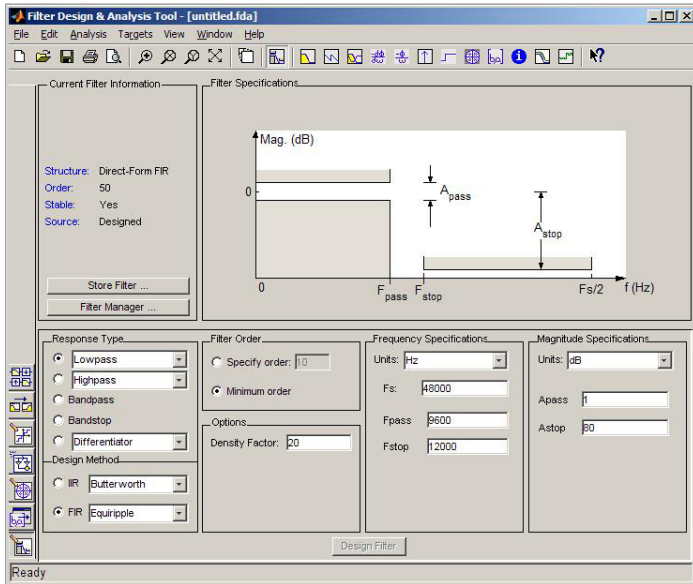 Filter Design & Analysis Tool - [untitled.fda]
File Edit Analysis Targets View Window Help
Current Filter Information
Structure: Direct-Form FIR
Order: 50
Stable: Yes
Source: Designed
Store Filter ...
Filter Manager ...
Filter Specifications
Mag. (dB)
0
A pass
A stop
0 F pass F stop Fs/2 f (Hz)
Response Type
Lowpass
Highpass
Bandpass
Bandstop
Differentiator
Design Method
IIR Butterworth
FIR Equiripple
Filter Order
Specify order: 10
Minimum order
Options
Density Factor: 20
Frequency Specifications
Units: Hz
Fs: 48000
Fpass 9600
Fstop 12000
Magnitude Specifications
Units: dB
Apass 1
Astop 80
Design Filter
Ready